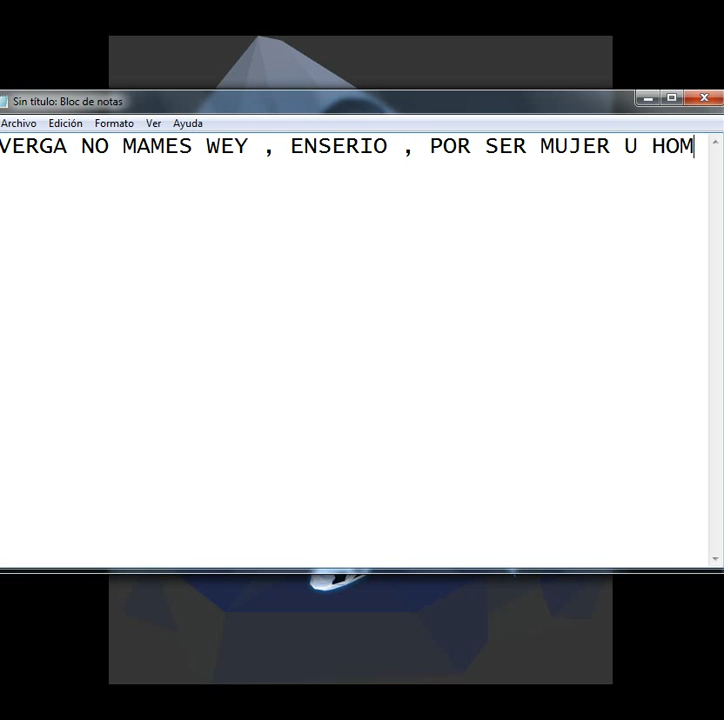 Sin título: Bloc de notas
Archivo Edición Formato Ver Ayuda
VERGA NO MAMES WEY , ENSERIO , POR SER MUJER U HOM